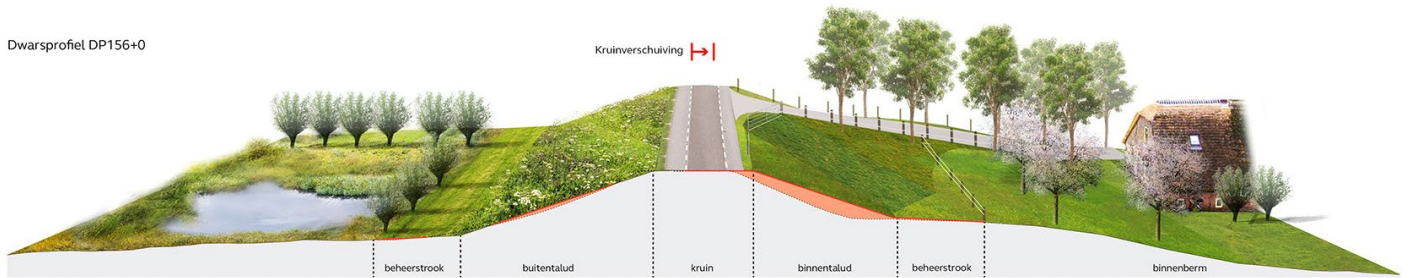 Dwarsprofiel DP156+0
Kruinverschuiving
beheerstrook
buitentalud
kruin
binnentalud
beheerstrook
binnenberm